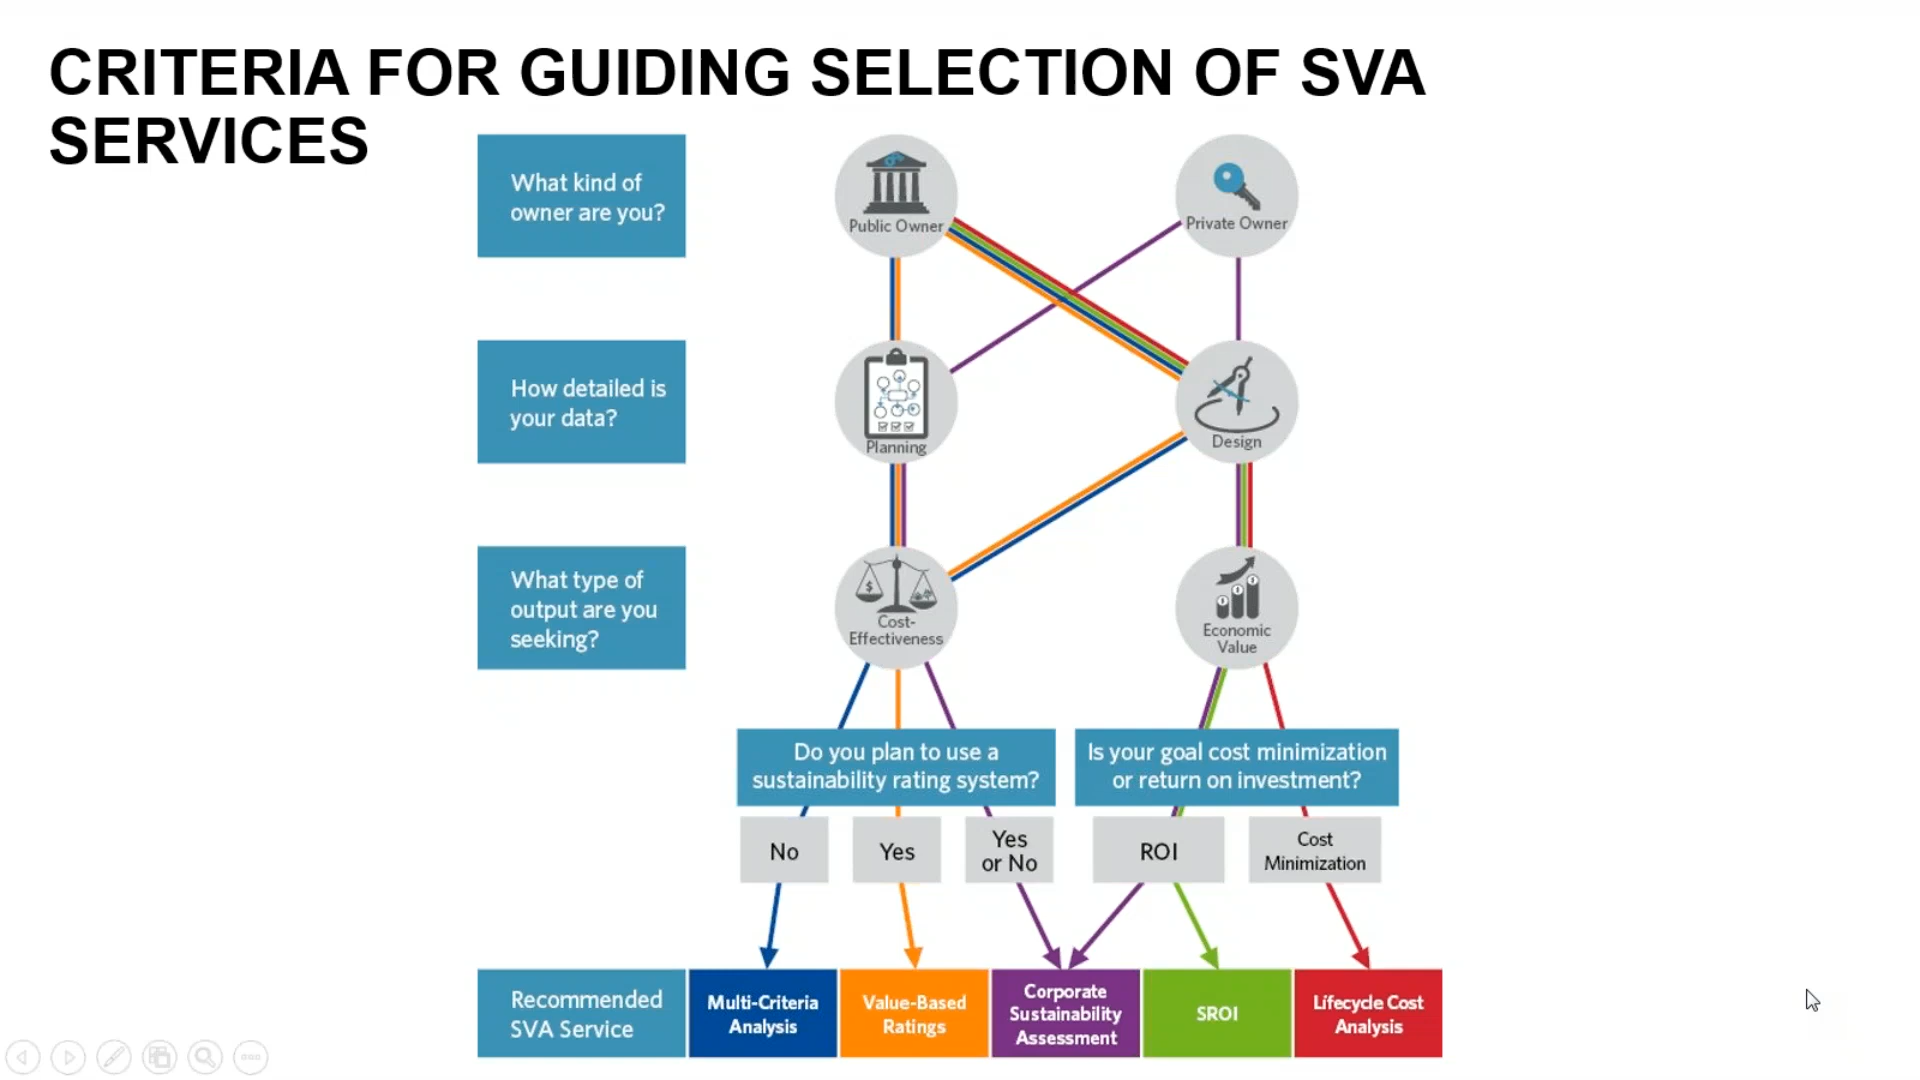 CRITERIA FOR GUIDING SELECTION OF SVA
SERVICES
What kind of
owner are you?
Public Owner
Private Owner
How detailed is
your data?
Planning
Design
What type of
output are you
seeking?
$
Cost-
Effectiveness
Economic
Value
Do you plan to use a
sustainability rating system?
Is your goal cost minimization
or return on investment?
No
Yes
Yes
or No
ROI
Cost
Minimization
Recommended
SVA Service
Multi-Criteria
Analysis
Value-Based
Ratings
Corporate
Sustainability
Assessment
SROI
Lifecycle Cost
Analysis